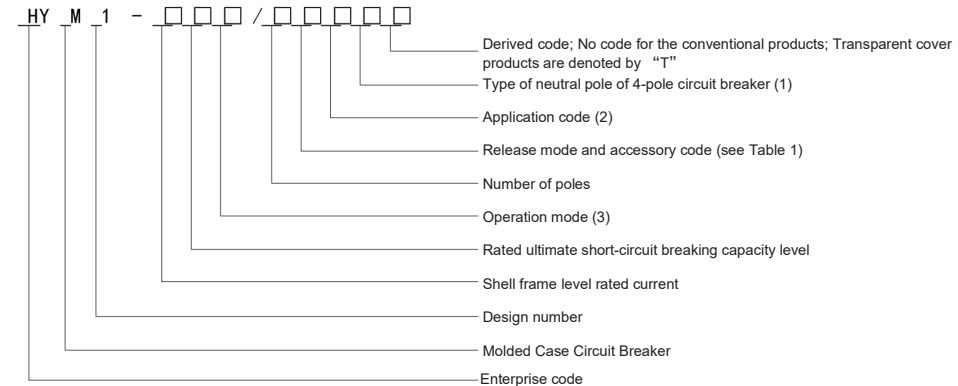 HY M 1 - □ □ □ / □ □ □ □ □
Derived code; No code for the conventional products; Transparent cover
products are denoted by “T”
Type of neutral pole of 4-pole circuit breaker (1)
Application code (2)
Release mode and accessory code (see Table 1)
Number of poles
Operation mode (3)
Rated ultimate short-circuit breaking capacity level
Shell frame level rated current
Design number
Molded Case Circuit Breaker
Enterprise code